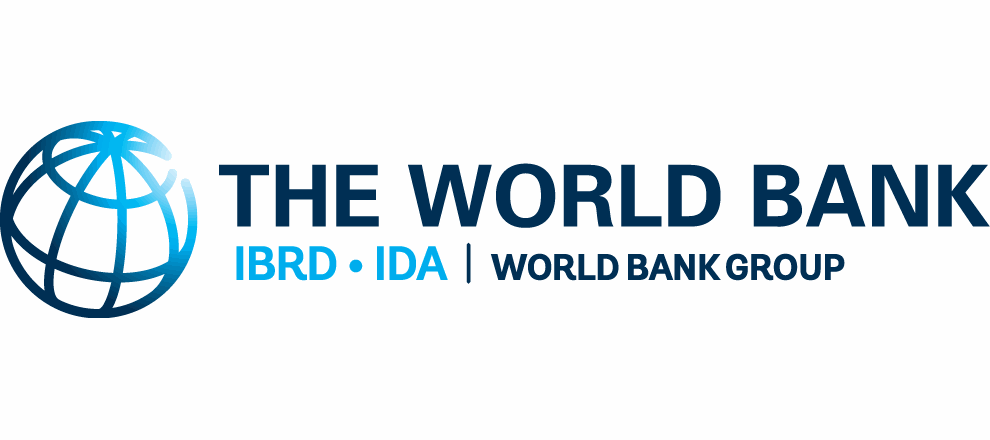 THE WORLD BANK
IBRD • IDA | WORLD BANK GROUP